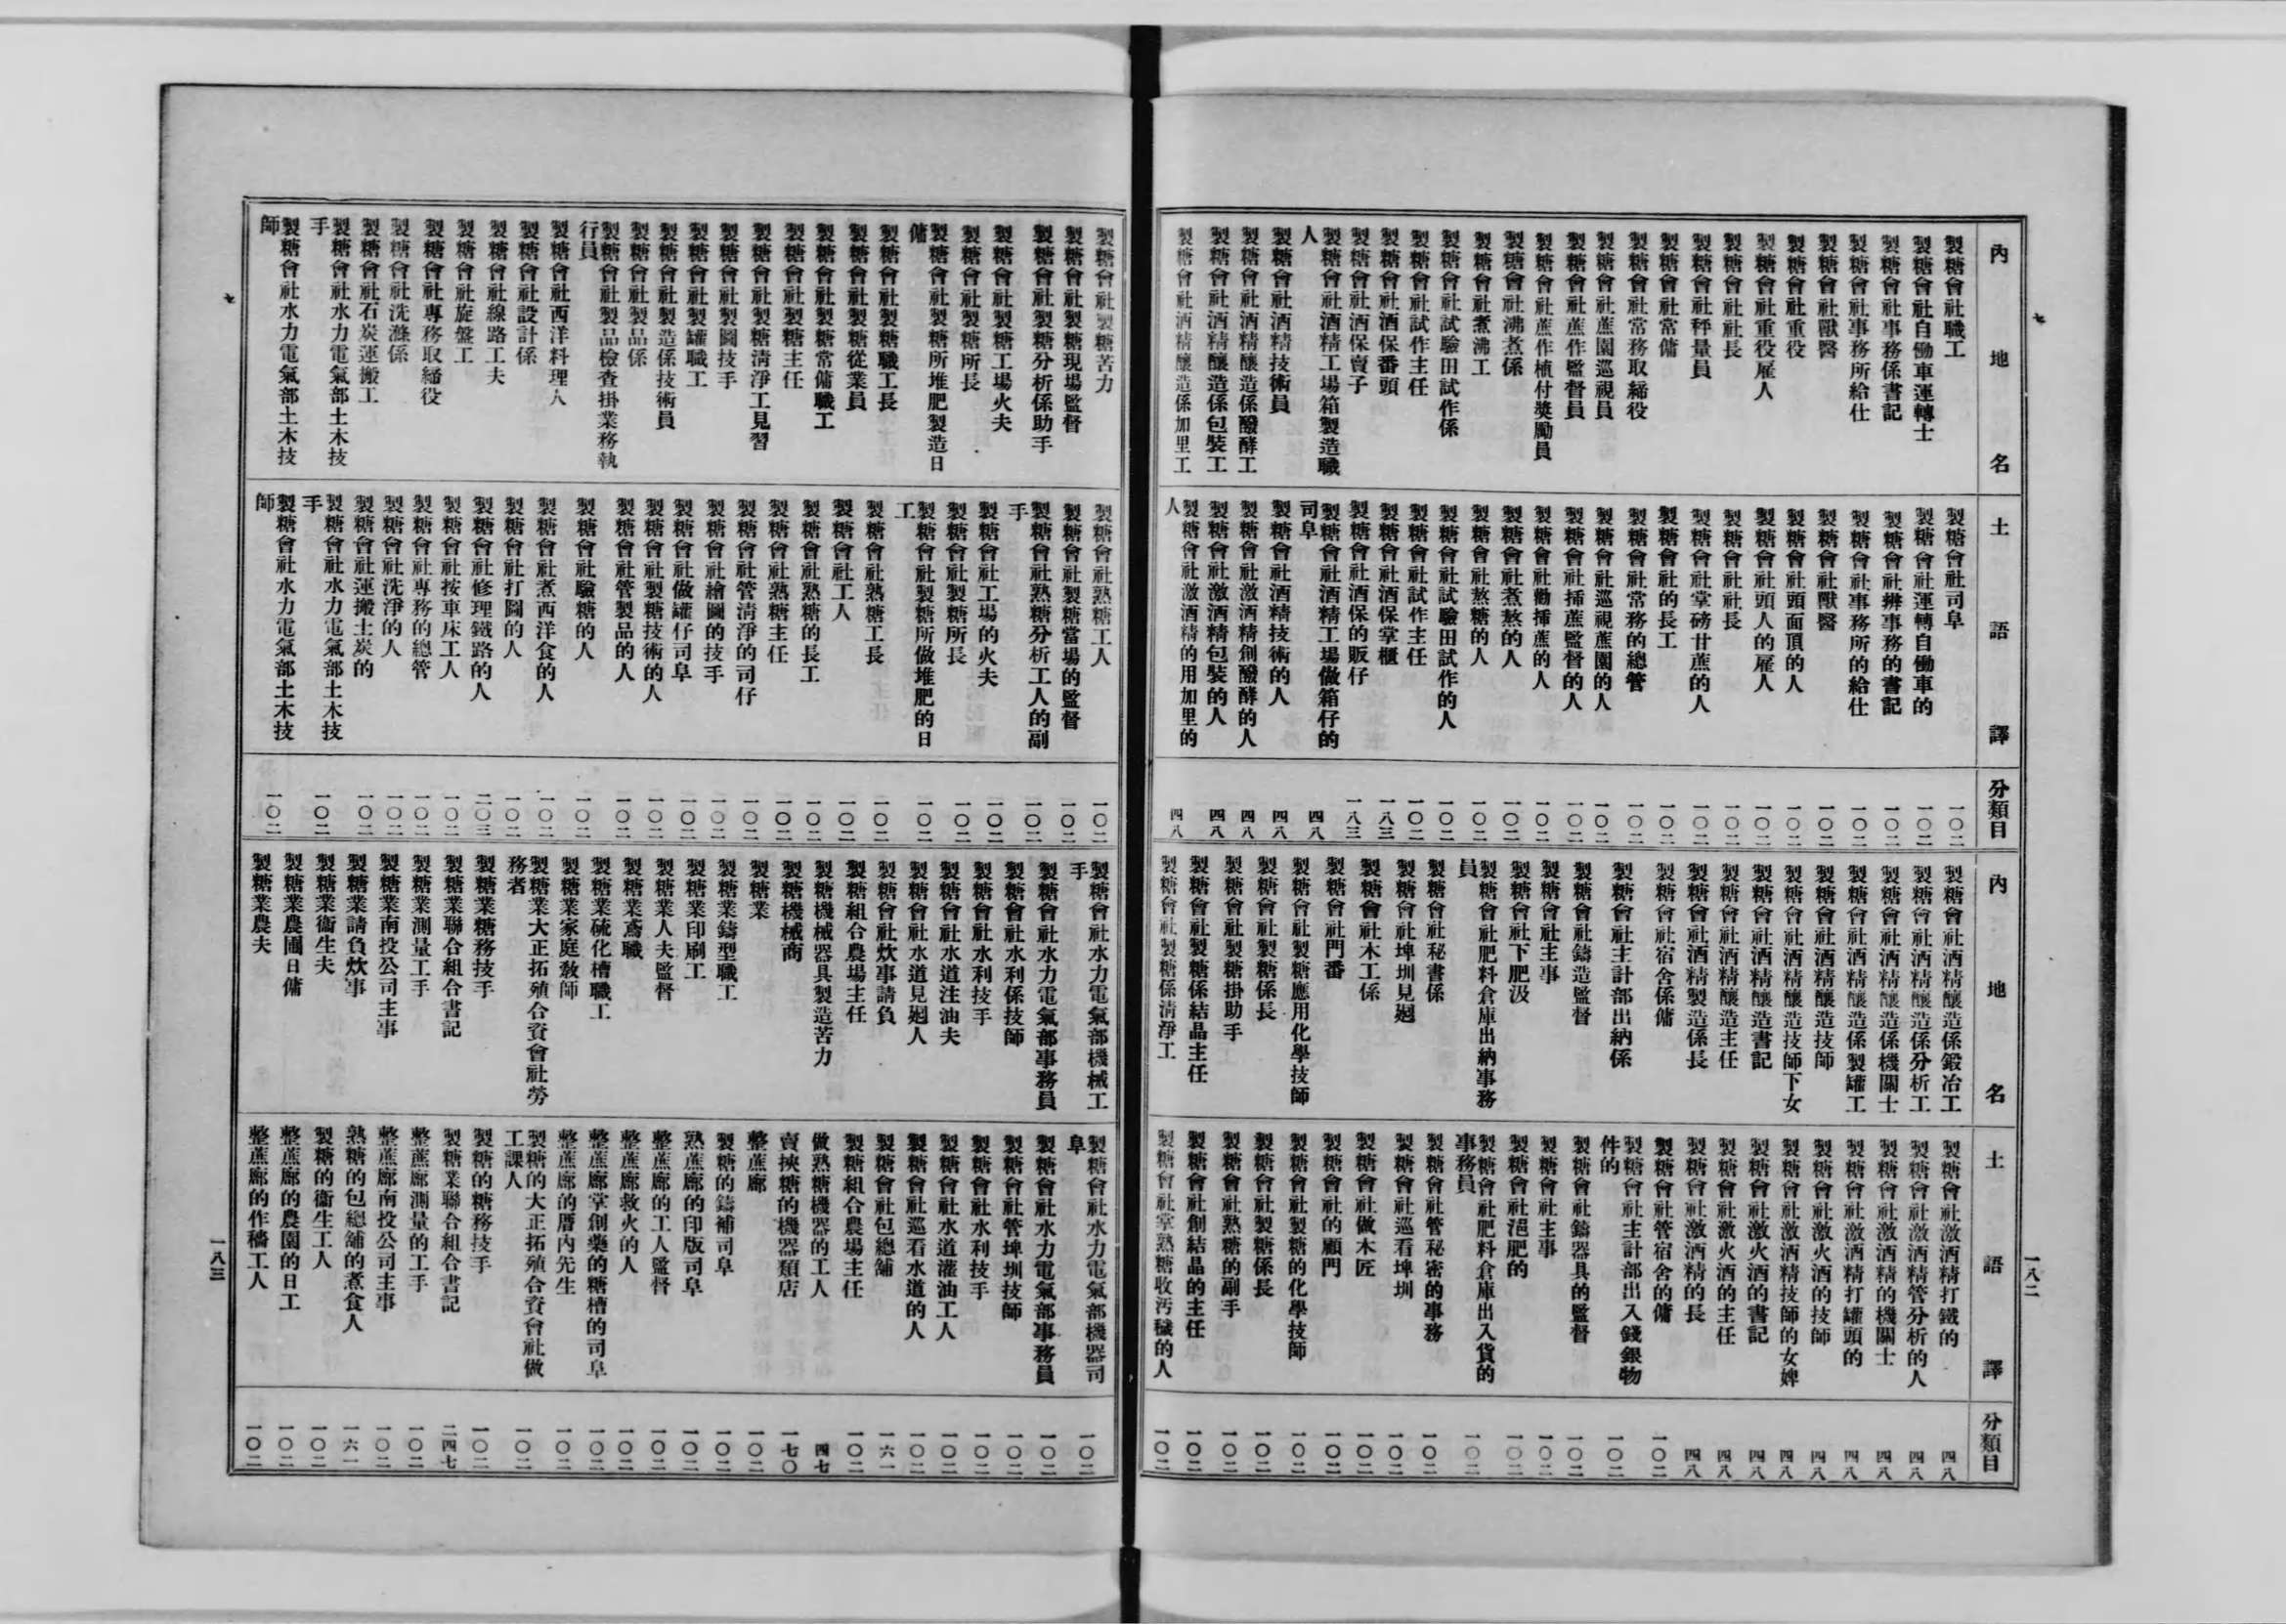 一八二
七
內地名 土語譯 分類目
製糖會社職工 製糖會社司阜 一〇二
製糖會社自働車運轉士 製糖會社運轉自働車的 一〇二
製糖會社事務係書記 製糖會社辨事務的書記 一〇二
製糖會社事務所給仕 製糖會社事務所的給仕 一〇二
製糖會社獸醫 製糖會社獸醫 一〇二
製糖會社重役 製糖會社頭面頂的人 一〇二
製糖會社重役雇人 製糖會社頭人的雇人 一〇二
製糖會社社長 製糖會社社長 一〇二
製糖會社秤量員 製糖會社掌磅甘蔗的人 一〇二
製糖會社常傭 製糖會社的長工 一〇二
製糖會社常務取締役 製糖會社常務的總管 一〇二
製糖會社蔗園巡視員 製糖會社巡視蔗園的人 一〇二
製糖會社蔗作監督員 製糖會社插蔗監督的人 一〇二
製糖會社蔗作植付獎勵員 製糖會社勸插蔗的人 一〇二
製糖會社沸煮係 製糖會社煮熬的人 一〇二
製糖會社煮沸工 製糖會社熬糖的人 一〇二
製糖會社試驗田試作係 製糖會社試驗田試作的人 一〇二
製糖會社試作主任 製糖會社試作主任 一〇二
製糖會社酒保番頭 製糖會社酒保掌櫃 一八三
製糖會社酒保賣子 製糖會社酒保的販仔 一八三
製糖會社酒精工場箱製造職人 製糖會社酒精工場做箱仔的司阜 四八
製糖會社酒精技術員 製糖會社酒精技術的人 四八
製糖會社酒精釀造係醱酵工 製糖會社激酒精創醱酵的人 四八
製糖會社酒精釀造係包裝工 製糖會社激酒精包裝的人 四八
製糖會社酒精釀造係加里工 製糖會社激酒精的用加里的人 四八
內地名 土語譯 分類目
製糖會社酒精釀造係鍛冶工 製糖會社激酒精打鐵的 四八
製糖會社酒精釀造係分析工 製糖會社激酒精管分析的人 四八
製糖會社酒精釀造係機關士 製糖會社激酒精的機關士 四八
製糖會社酒精釀造係製罐工 製糖會社激酒精打罐頭的 四八
製糖會社酒精釀造技師 製糖會社激火酒的技師 四八
製糖會社酒精釀造技師下女 製糖會社激酒精技師的女婢 四八
製糖會社酒精釀造書記 製糖會社激火酒的書記 四八
製糖會社酒精釀造主任 製糖會社激火酒的主任 四八
製糖會社酒精製造係長 製糖會社激酒精的長 四八
製糖會社宿舍係傭 製糖會社管宿舍的傭 一〇二
製糖會社主計部出納係 製糖會社主計部出入錢銀物件的 一〇二
製糖會社鑄造監督 製糖會社鑄器具的監督 一〇二
製糖會社主事 製糖會社主事 一〇二
製糖會社下肥汲 製糖會社浥肥的 一〇二
製糖會社肥料倉庫出納事務員 製糖會社肥料倉庫出入貨的事務員 一〇二
製糖會社秘書係 製糖會社管秘密的事務 一〇二
製糖會社埤圳見廻 製糖會社巡看埤圳 一〇二
製糖會社木工係 製糖會社做木匠 一〇二
製糖會社門番 製糖會社的顧門 一〇二
製糖會社製糖應用化學技師 製糖會社製糖的化學技師 一〇二
製糖會社製糖係長 製糖會社製糖係長 一〇二
製糖會社製糖掛助手 製糖會社熟糖的副手 一〇二
製糖會社製糖係結晶主任 製糖會社創結晶的主任 一〇二
製糖會社製糖係淸淨工 製糖會社掌熟糖收汚穢的人 一〇二
製糖會社製糖苦力 製糖會社熟糖工人 一〇二
製糖會社製糖現場監督 製糖會社製糖當場的監督 一〇二
製糖會社製糖分析係助手 製糖會社熟糖分析工人的副手 一〇二
製糖會社製糖工場火夫 製糖會社工場的火夫 一〇二
製糖會社製糖所長 製糖會社製糖所長 一〇二
製糖會社製糖所堆肥製造日傭 製糖會社製糖所做堆肥的日工 一〇二
製糖會社製糖職工長 製糖會社熟糖工長 一〇二
製糖會社製糖從業員 製糖會社工人 一〇二
製糖會社製糖常傭職工 製糖會社熟糖的長工 一〇二
製糖會社製糖主任 製糖會社熟糖主任 一〇二
製糖會社製糖淸淨工見習 製糖會社管淸淨的司仔 一〇二
製糖會社製圖技手 製糖會社繪圖的技手 一〇二
製糖會社製罐職工 製糖會社做罐仔司阜 一〇二
製糖會社製造係技術員 製糖會社製糖技術的人 一〇二
製糖會社製品係 製糖會社管製品的人 一〇二
製糖會社製品檢查掛業務執行員 製糖會社驗糖的人 一〇二
製糖會社西洋料理人 製糖會社煮西洋食的人 一〇二
製糖會社設計係 製糖會社打圖的人 一〇二
製糖會社線路工夫 製糖會社修理鐵路的人 二〇三
製糖會社旋盤工 製糖會社按車床工人 一〇二
製糖會社專務取締役 製糖會社專務的總管 一〇二
製糖會社洗滌係 製糖會社洗淨的人 一〇二
製糖會社石炭運搬工 製糖會社運搬土炭的 一〇二
製糖會社水力電氣部土木技手 製糖會社水力電氣部土木技手 一〇二
製糖會社水力電氣部土木技師 製糖會社水力電氣部土木技師 一〇二
製糖會社水力電氣部機械工手 製糖會社水力電氣部機器司阜 一〇二
製糖會社水力電氣部事務員 製糖會社水力電氣部事務員 一〇二
製糖會社水利係技師 製糖會社管埤圳技師 一〇二
製糖會社水利技手 製糖會社水利技手 一〇二
製糖會社水道注油夫 製糖會社水道灌油工人 一〇二
製糖會社水道見廻人 製糖會社巡看水道的人 一〇二
製糖會社炊事請負 製糖會社包總舖 一六一
製糖組合農場主任 製糖組合農場主任 一〇二
製糖機械器具製造苦力 做熟糖機器的工人 四七
製糖機械商 賣挾糖的機器類店 一七〇
製糖業 整蔗廍 一〇二
製糖業鑄型職工 製糖的鑄補司阜 一〇二
製糖業印刷工 熟蔗廍的印版司阜 一〇二
製糖業人夫監督 整蔗廍的工人監督 一〇二
製糖業鳶職 整蔗廍救火的人 一〇二
製糖業硫化槽職工 整蔗廍掌創藥的糖槽的司阜 一〇二
製糖業家庭敎師 整蔗廍的厝內先生 一〇二
製糖業大正拓殖合資會社勞務者 製糖的大正拓殖合資會社做工課人 一〇二
製糖業糖務技手 製糖的糖務技手 一〇二
製糖業聯合組合書記 製糖業聯合組合書記 二四七
製糖業測量工手 整蔗廍測量的工手 一〇二
製糖業南投公司主事 整蔗廍南投公司主事 一〇二
製糖業請負炊事 熟糖的包總舖的煮食人 一六一
製糖業衞生夫 製糖的衞生工人 一〇二
製糖業農圃日傭 整蔗廍的農園的日工 一〇二
製糖業農夫 整蔗廍的作穡工人 一〇二
七
一八三